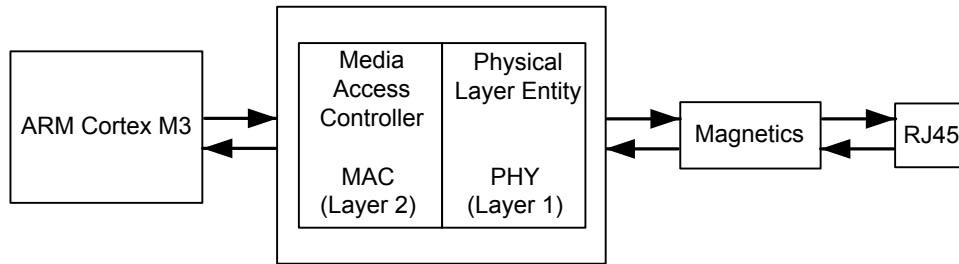 ARM Cortex M3
Media
Access
Controller
MAC
(Layer 2)
Physical
Layer Entity
PHY
(Layer 1)
Magnetics
RJ45